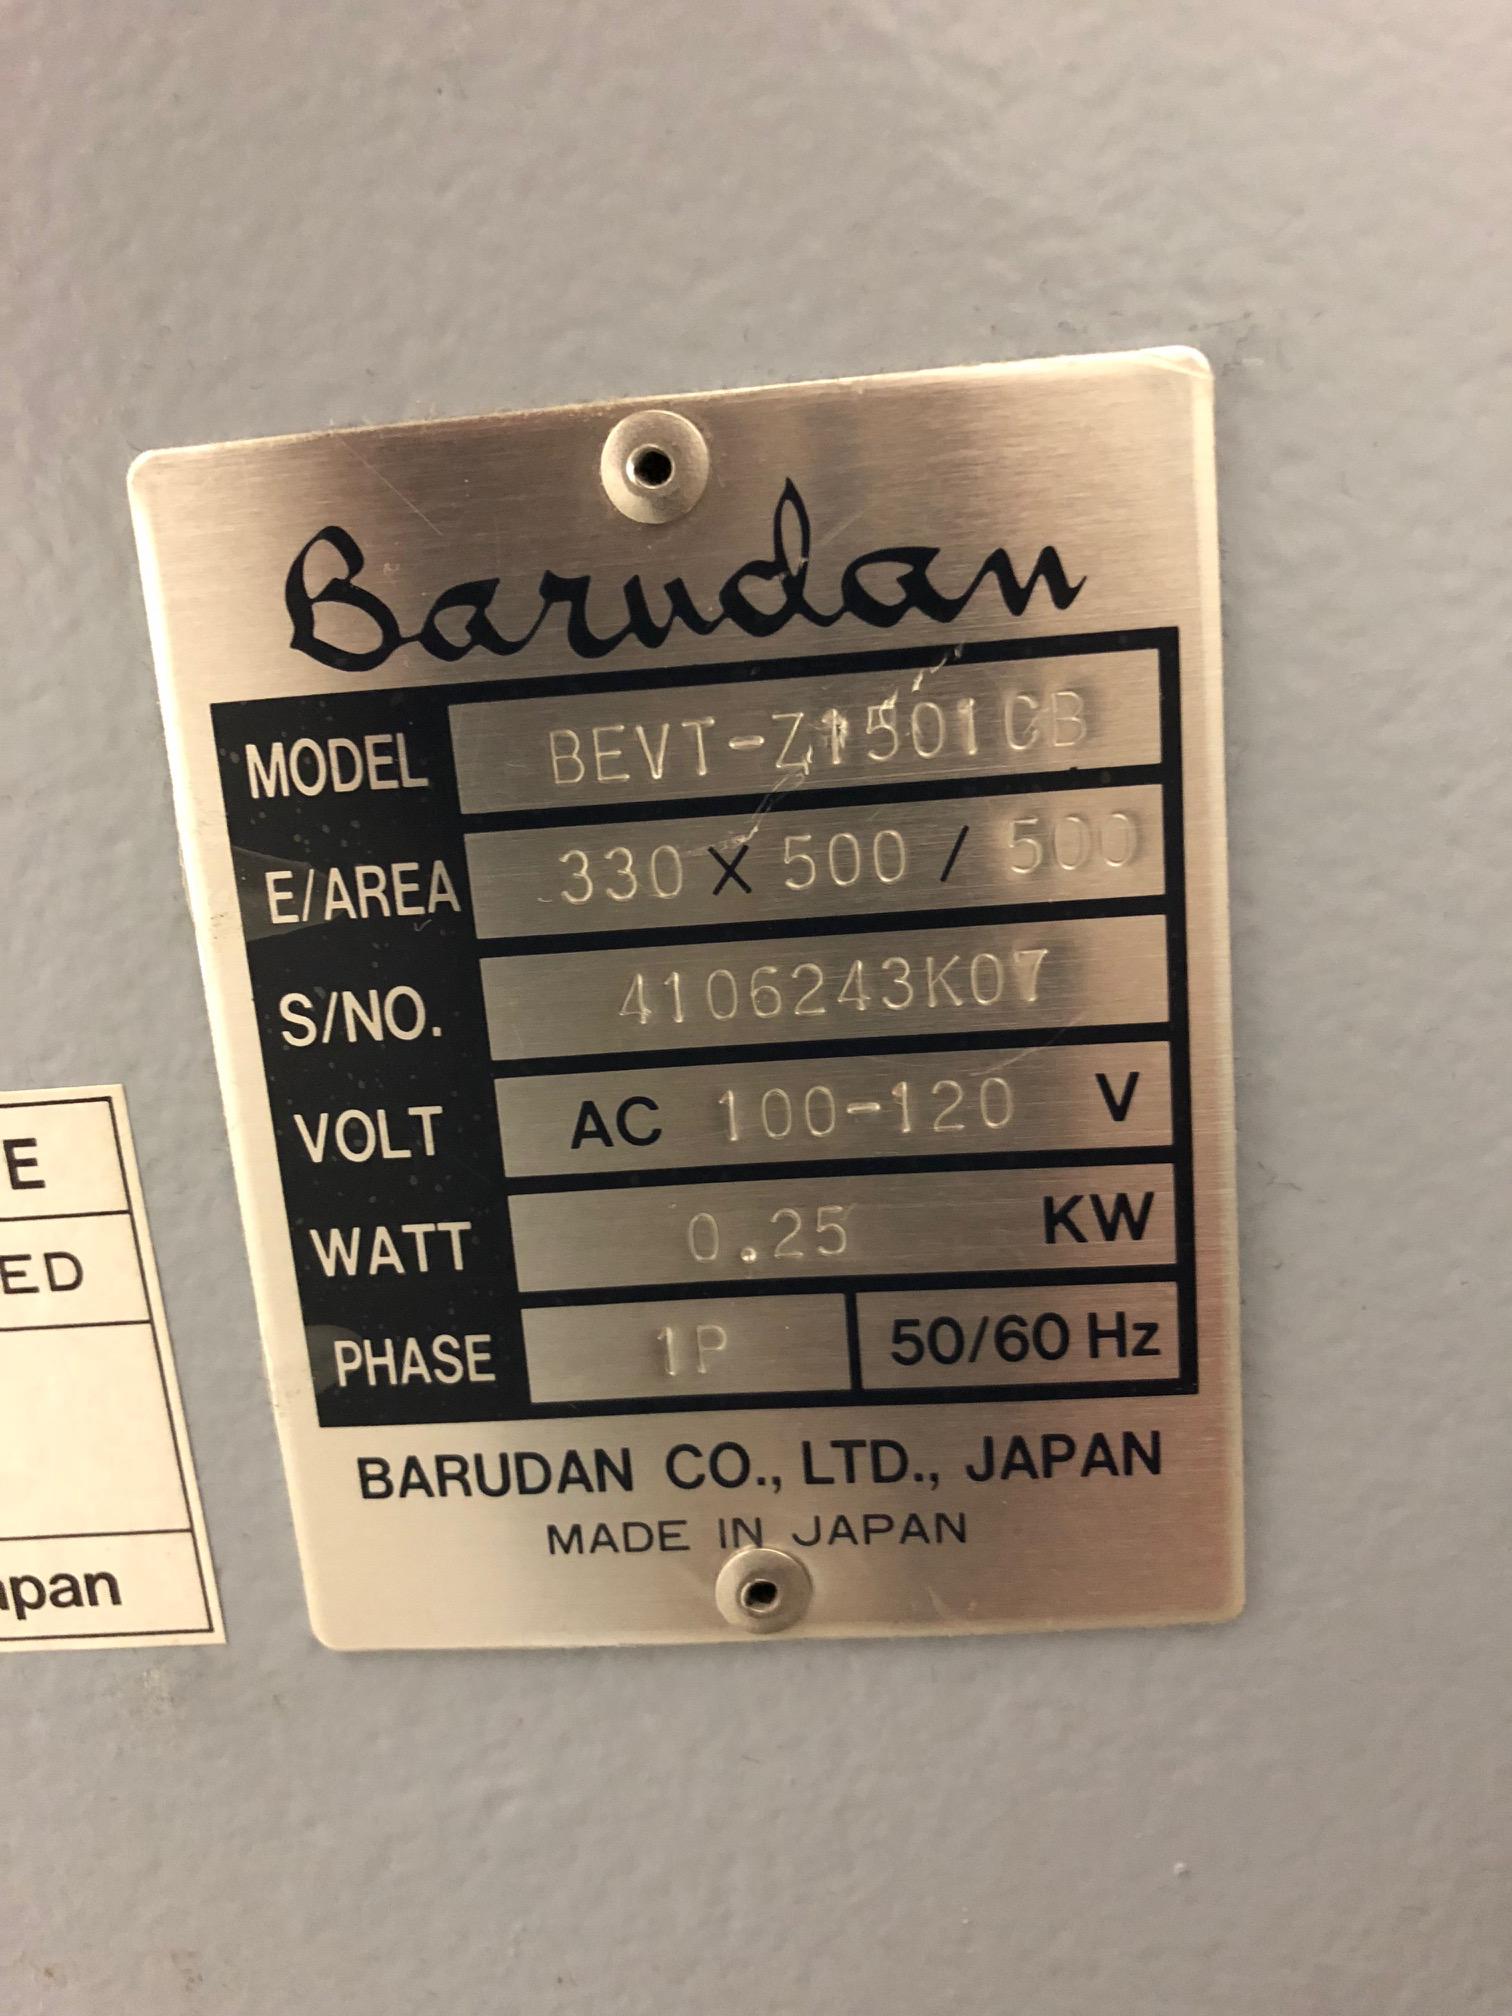 Barudan
MODEL BEVT-Z1501CB
E/AREA 330 X 500 / 500
S/NO. 4106243K07
VOLT AC 100-120 V
WATT 0.25 KW
PHASE 1P 50/60 Hz
BARUDAN CO., LTD., JAPAN
MADE IN JAPAN
E
ED
apan